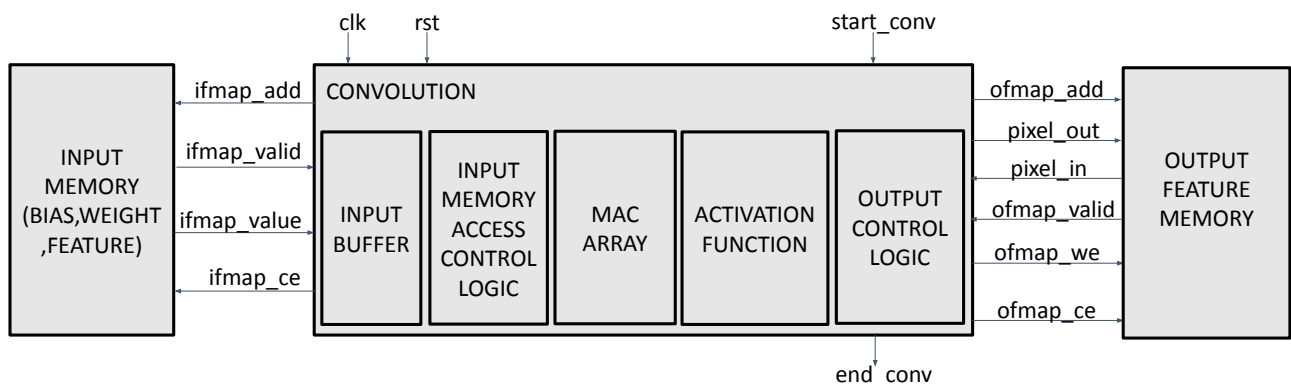 clk
rst
start_conv
INPUT
MEMORY
(BIAS,WEIGHT
,FEATURE)
ifmap_add
ifmap_valid
ifmap_value
ifmap_ce
CONVOLUTION
INPUT
BUFFER
INPUT
MEMORY
ACCESS
CONTROL
LOGIC
MAC
ARRAY
ACTIVATION
FUNCTION
OUTPUT
CONTROL
LOGIC
ofmap_add
pixel_out
pixel_in
ofmap_valid
ofmap_we
ofmap_ce
OUTPUT
FEATURE
MEMORY
end_conv